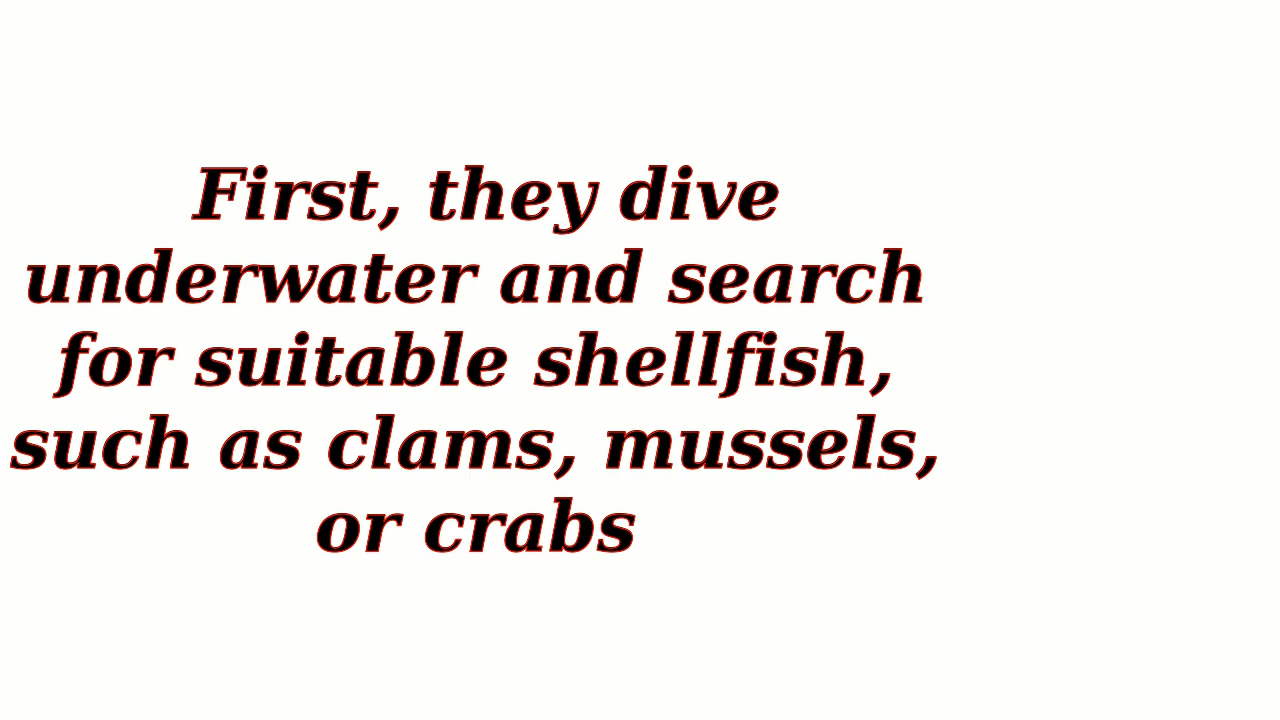 First, they dive
underwater and search
for suitable shellfish,
such as clams, mussels,
or crabs